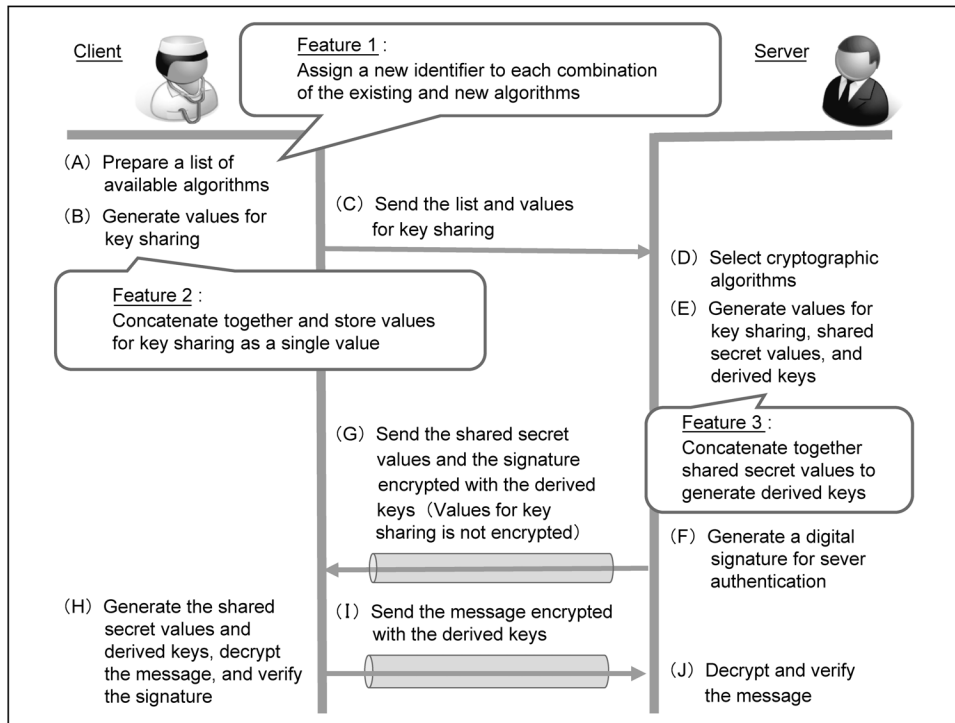 Client
Feature 1 :
Assign a new identifier to each combination
of the existing and new algorithms
Server
(A) Prepare a list of
available algorithms
(B) Generate values for
key sharing
(C) Send the list and values
for key sharing
(D) Select cryptographic
algorithms
Feature 2 :
Concatenate together and store values
for key sharing as a single value
(E) Generate values for
key sharing, shared
secret values, and
derived keys
Feature 3 :
Concatenate together
shared secret values to
generate derived keys
(G) Send the shared secret
values and the signature
encrypted with the derived
keys (Values for key
sharing is not encrypted)
(F) Generate a digital
signature for sever
authentication
(H) Generate the shared
secret values and
derived keys, decrypt
the message, and verify
the signature
(I) Send the message encrypted
with the derived keys
(J) Decrypt and verify
the message